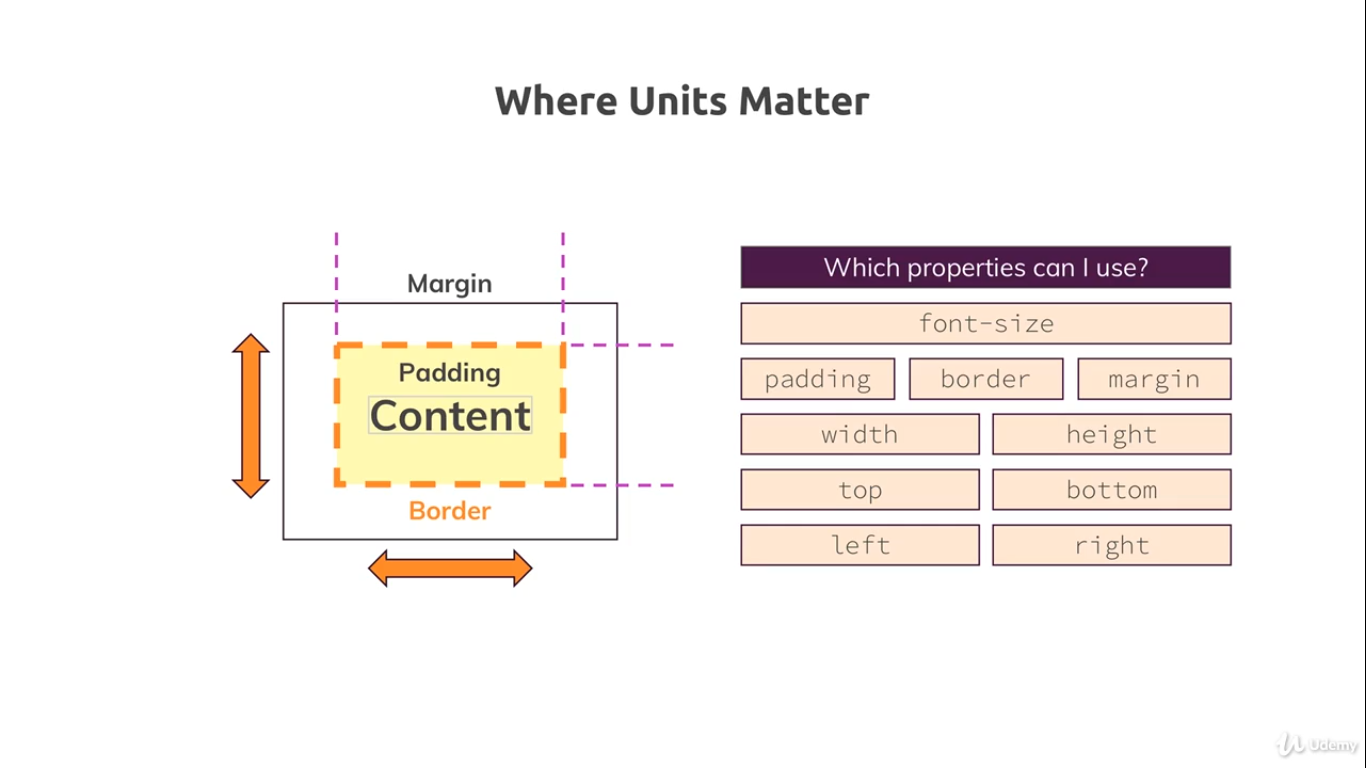 Where Units Matter
Margin
Padding
Content
Border
Which properties can I use?
font-size
padding border margin
width height
top bottom
left right
Udemy